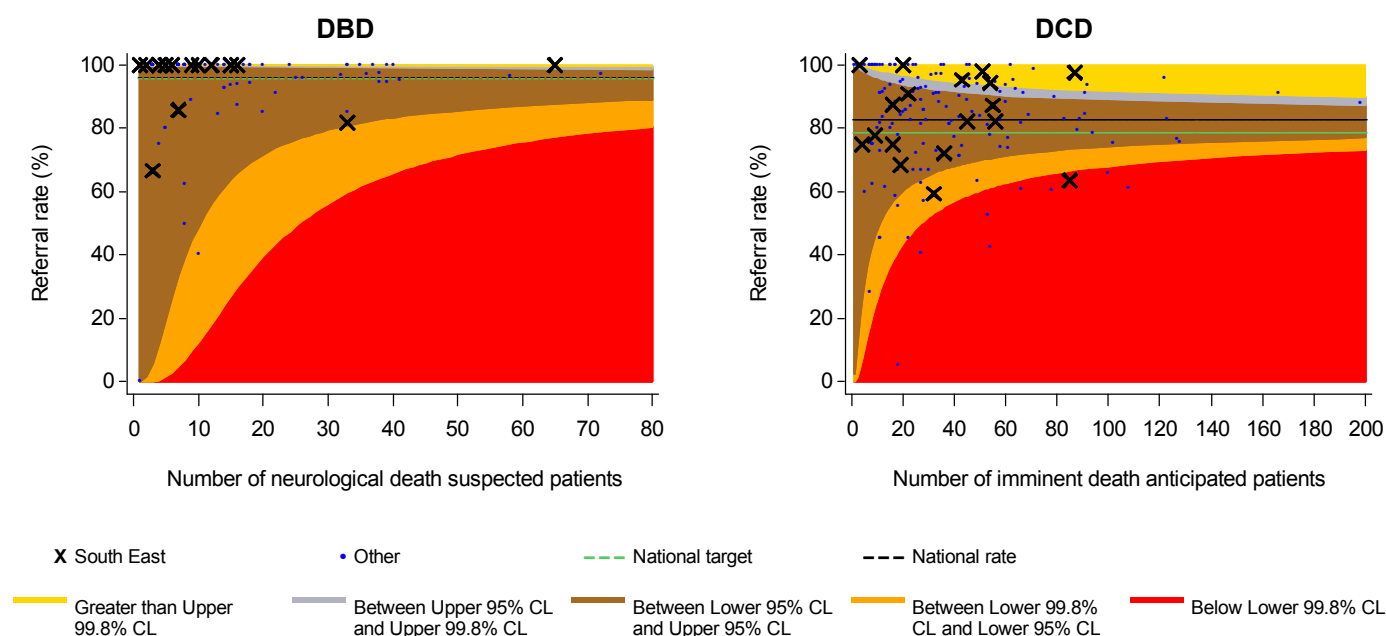 DBD
DCD
100
80
60
40
20
0
Referral rate (%)
0 10 20 30 40 50 60 70 80
Number of neurological death suspected patients
100
80
60
40
20
0
Referral rate (%)
0 20 40 60 80 100 120 140 160 180 200
Number of imminent death anticipated patients
X South East
Other
National target
National rate
Greater than Upper
99.8% CL
Between Upper 95% CL
and Upper 99.8% CL
Between Lower 95% CL
and Upper 95% CL
Between Lower 99.8%
CL and Lower 95% CL
Below Lower 99.8% CL